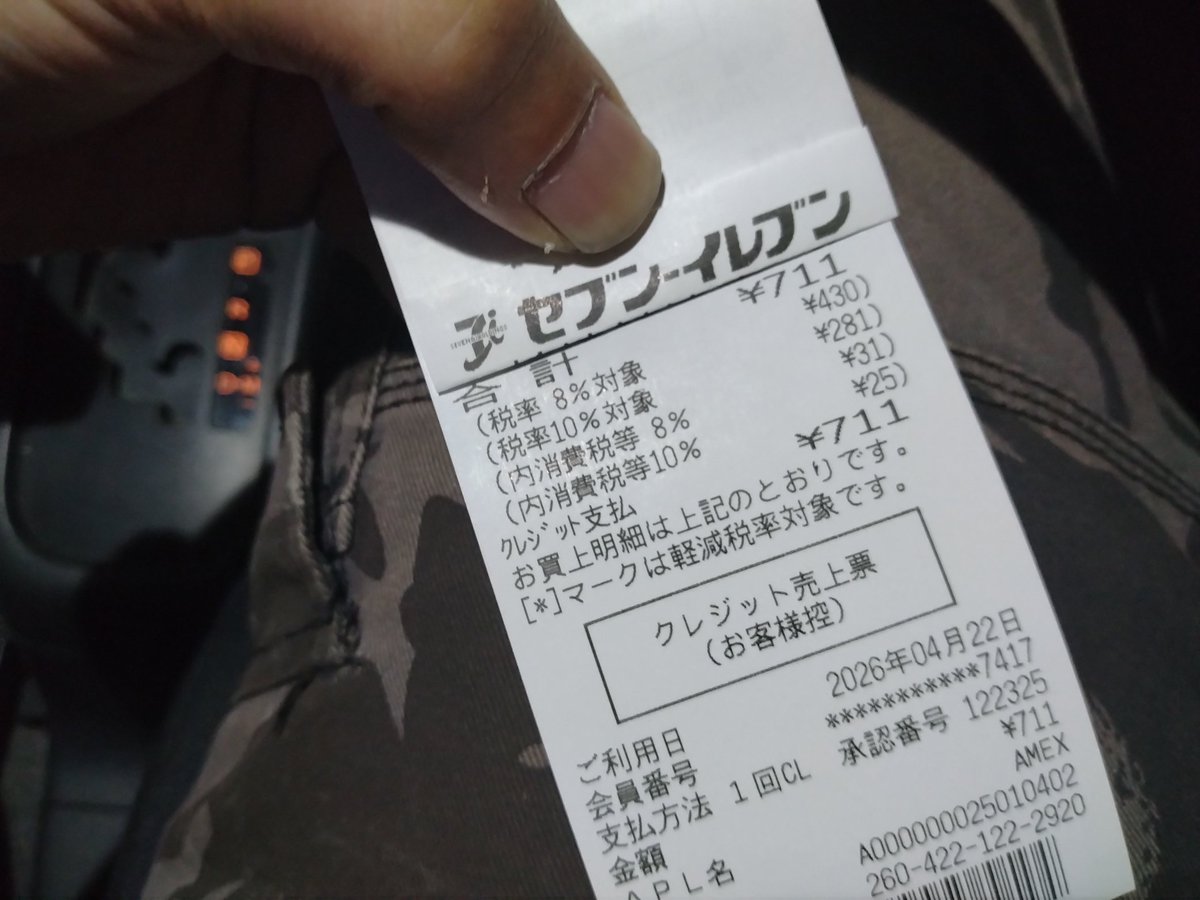 セブン-イレブン
合 計 ¥711
(税率 8%対象 ¥430)
(税率10%対象 ¥281)
(内消費税等 8% ¥31)
(内消費税等10% ¥25)
クレジット支払 ¥711
お買上明細は上記のとおりです。
[*]マークは軽減税率対象です。
クレジット売上票
(お客様控)
ご利用日 2026年04月22日
会員番号 ***********7417
支払方法 1回CL 承認番号 122325
金額 ¥711
APL名 AMEX
A000000025010402
260-422-122-2920